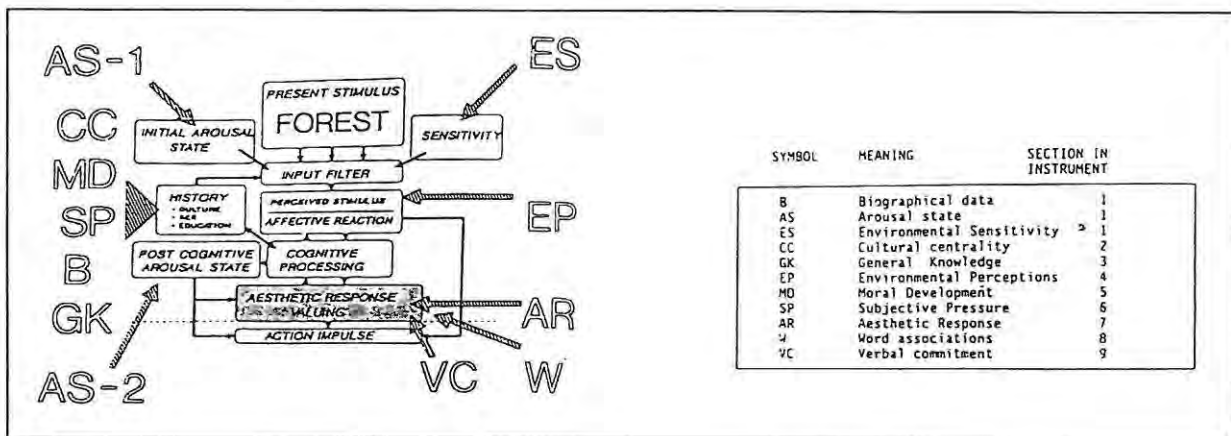 AS-1
ES
CC
MD
SP
B
GK
AS-2
EP
AR
VC
W
PRESENT STIMULUS
FOREST
INITIAL AROUSAL
STATE
SENSITIVITY
INPUT FILTER
HISTORY
• CULTURE
• SEX
• EDUCATION
PERCEIVED STIMULUS
AFFECTIVE REACTION
POST COGNITIVE
AROUSAL STATE
COGNITIVE
PROCESSING
AESTHETIC RESPONSE
VALUING
ACTION IMPULSE
SYMBOL MEANING SECTION IN
INSTRUMENT
B Biographical data 1
AS Arousal state 1
ES Environmental Sensitivity 1
CC Cultural centrality 2
GK General Knowledge 3
EP Environmental Perceptions 4
MD Moral Development 5
SP Subjective Pressure 6
AR Aesthetic Response 7
W Word associations 8
VC Verbal commitment 9